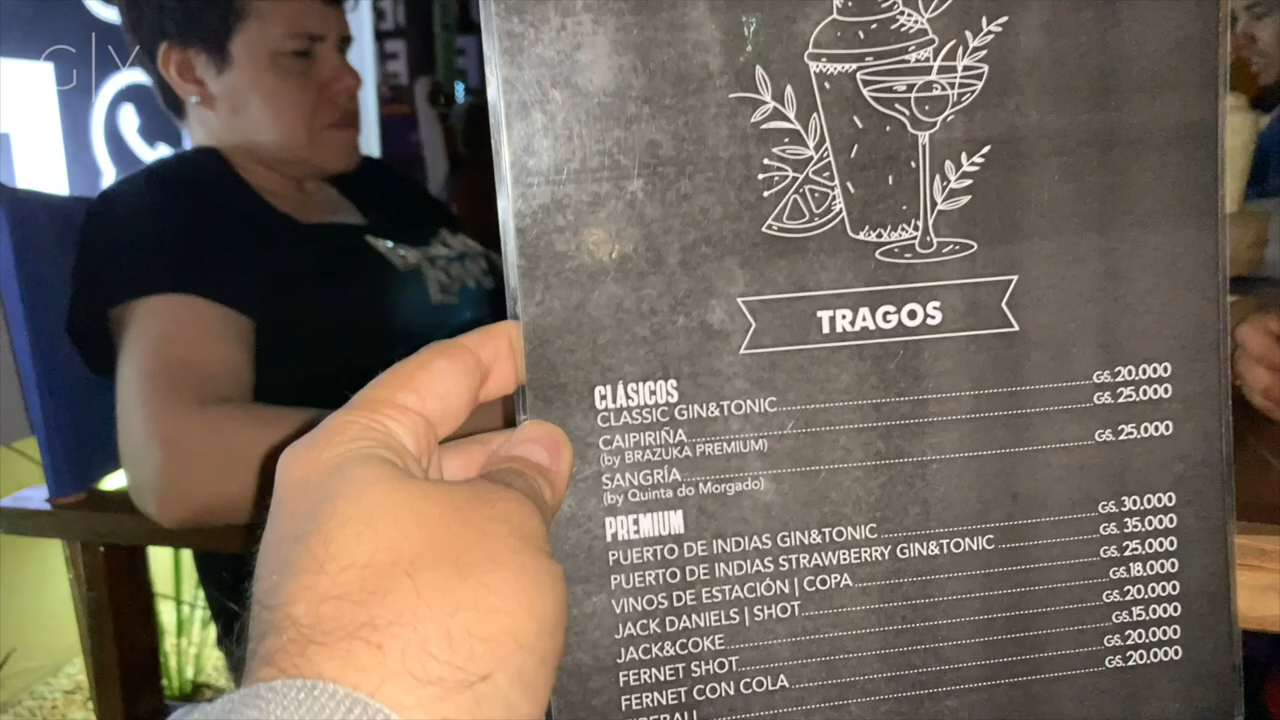 G|Y
TRAGOS
CLÁSICOS
CLASSIC GIN&TONIC GS. 20.000
CAIPIRIÑA GS. 25.000
(by BRAZUKA PREMIUM)
SANGRÍA GS. 25.000
(by Quinta do Morgado)
PREMIUM
PUERTO DE INDIAS GIN&TONIC GS. 30.000
PUERTO DE INDIAS STRAWBERRY GIN&TONIC GS. 35.000
VINOS DE ESTACIÓN | COPA GS. 25.000
JACK DANIELS | SHOT GS.18.000
JACK&COKE GS. 20.000
FERNET SHOT GS.15.000
FERNET CON COLA GS. 20.000
FIREBALL GS. 20.000